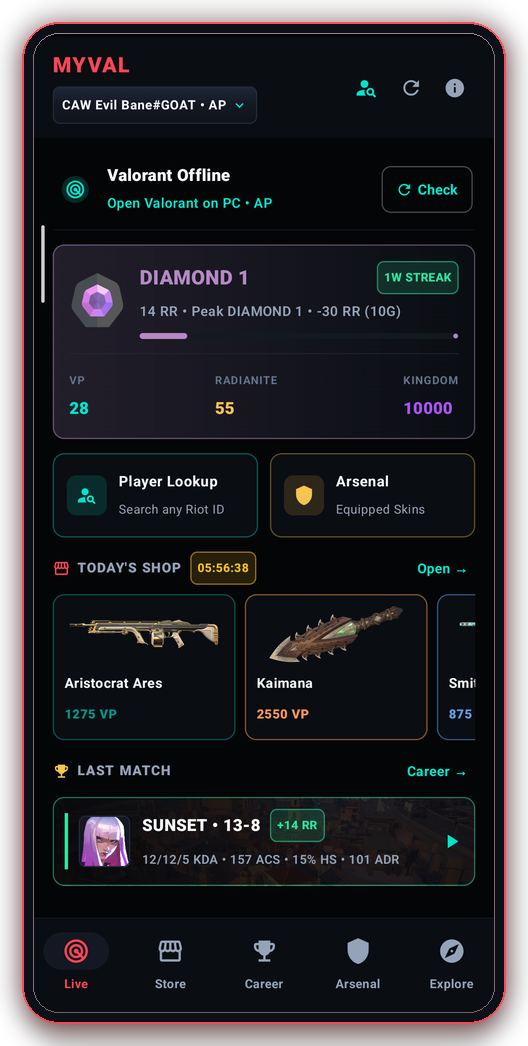 MYVAL
CAW Evil Bane#GOAT • AP
Valorant Offline
Open Valorant on PC • AP
Check
DIAMOND 1
1W STREAK
14 RR • Peak DIAMOND 1 • -30 RR (10G)
VP
RADIANITE
KINGDOM
28
55
10000
Player Lookup
Search any Riot ID
Arsenal
Equipped Skins
TODAY'S SHOP
05:56:38
Open →
Aristocrat Ares
1275 VP
Kaimana
2550 VP
Smit
875
LAST MATCH
Career →
SUNSET • 13-8
+14 RR
12/12/5 KDA • 157 ACS • 15% HS • 101 ADR
Live
Store
Career
Arsenal
Explore